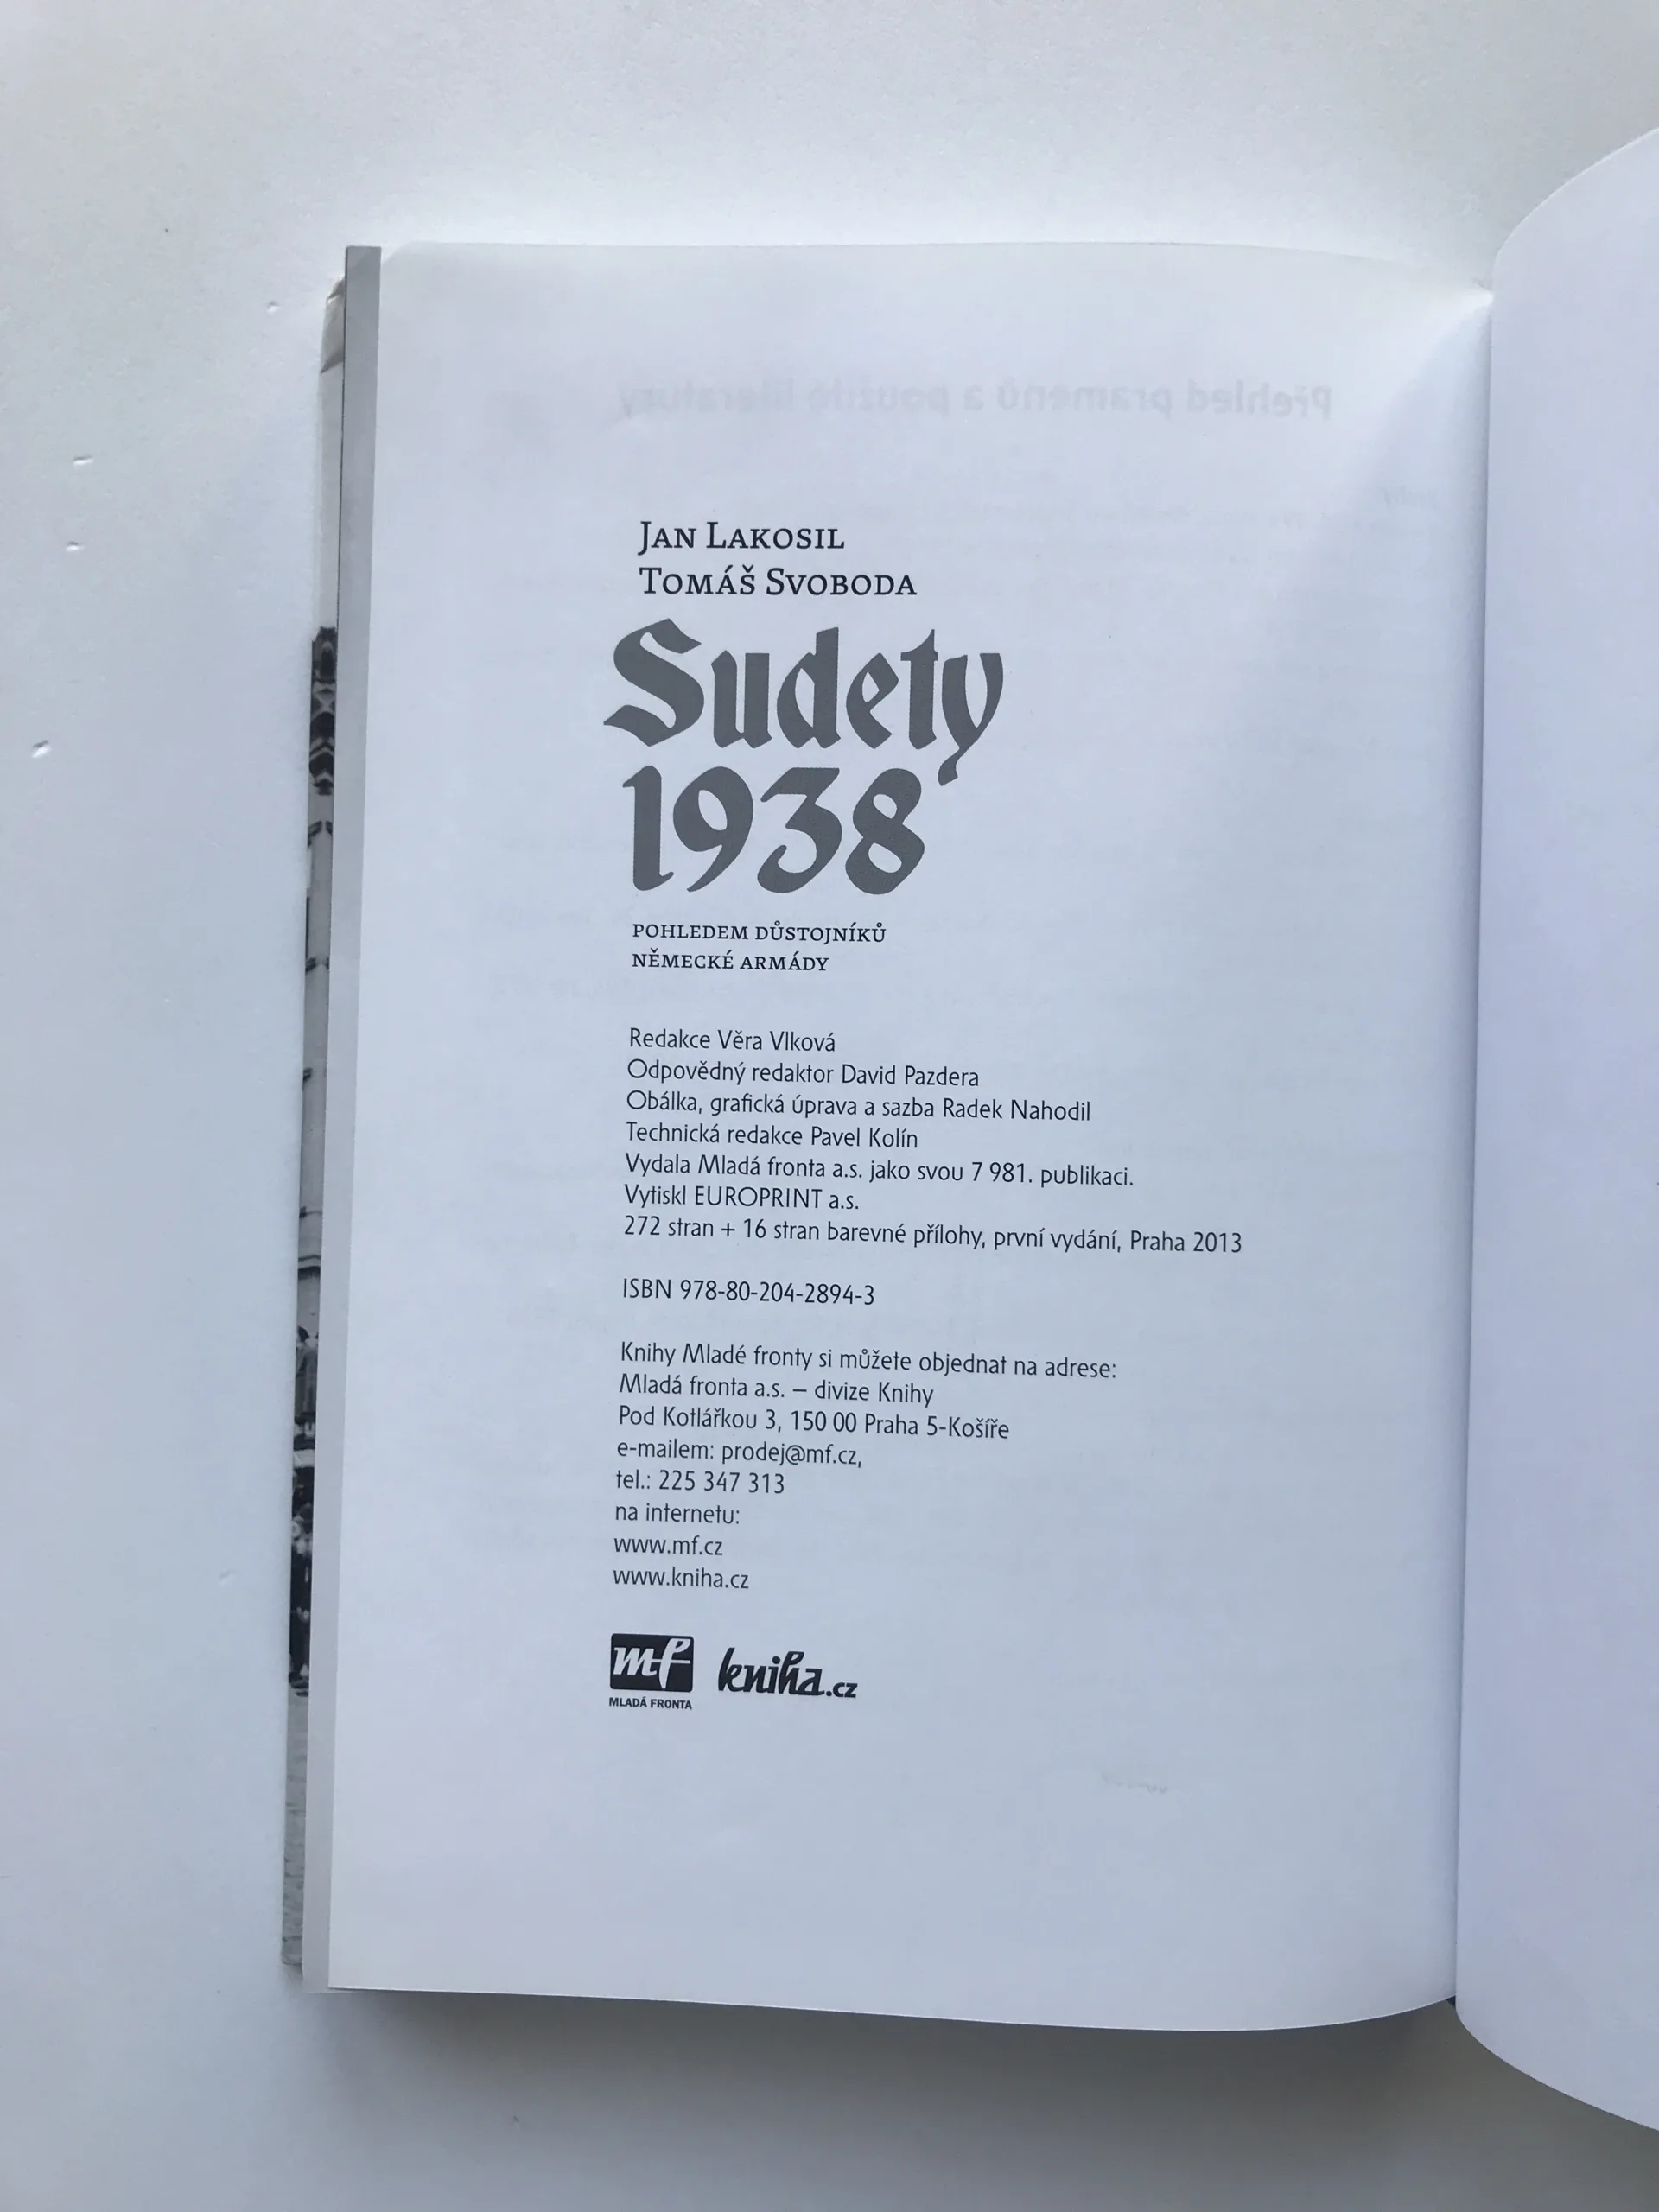 Jan Lakosil
Tomáš Svoboda
Sudety
1938
pohledem důstojníků
německé armády
Redakce Věra Vlková
Odpovědný redaktor David Pazdera
Obálka, grafická úprava a sazba Radek Nahodil
Technická redakce Pavel Kolín
Vydala Mladá fronta a.s. jako svou 7 981. publikaci.
Vytiskl EUROPRINT a.s.
272 stran + 16 stran barevné přílohy, první vydání, Praha 2013
ISBN 978-80-204-2894-3
Knihy Mladé fronty si můžete objednat na adrese:
Mladá fronta a.s. – divize Knihy
Pod Kotlářkou 3, 150 00 Praha 5-Košíře
e-mailem: prodej@mf.cz,
tel.: 225 347 313
na internetu:
www.mf.cz
www.kniha.cz
mf kniha.cz
MLADÁ FRONTA
Přehled pramenů a použité literatury